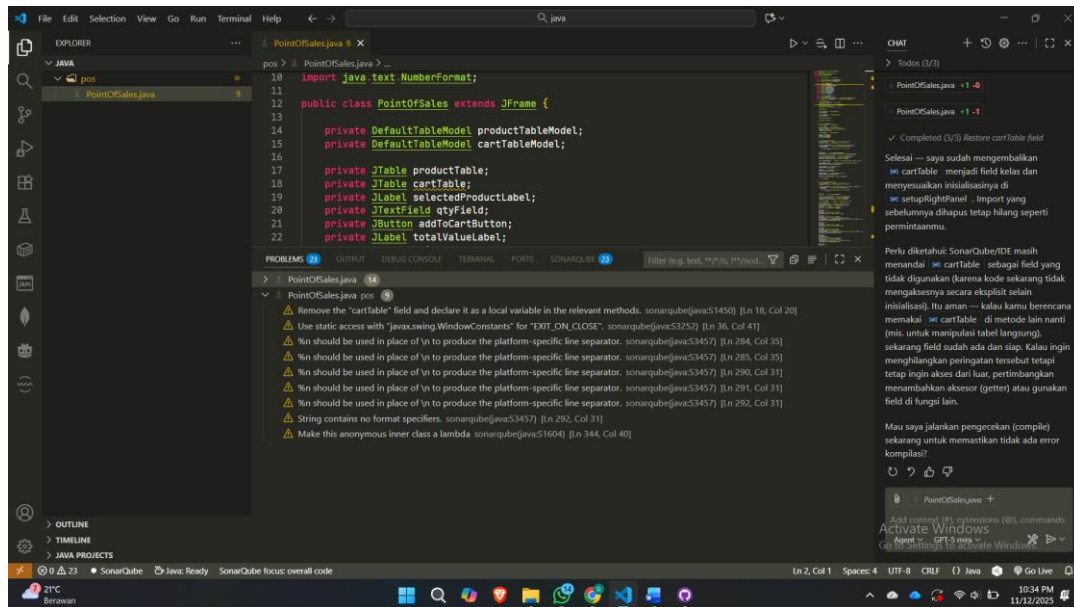 File Edit Selection View Go Run Terminal Help
java
EXPLORER
JAVA
pos
PointOfSales.java 9
OUTLINE
TIMELINE
JAVA PROJECTS
PointOfSales.java 9
pos > PointOfSales.java > ...
10 import java.text.NumberFormat;
11
12 public class PointOfSales extends JFrame {
13
14 private DefaultTableModel productTableModel;
15 private DefaultTableModel cartTableModel;
16
17 private JTable productTable;
18 private JTable cartTable;
19 private JLabel selectedProductLabel;
20 private JTextField qtyField;
21 private JButton addToCartButton;
22 private JLabel totalValueLabel;
PROBLEMS 23 OUTPUT DEBUG CONSOLE TERMINAL PORTS SONARQUBE 23
Filter (e.g. text, **/*.ts, !**/nod...
PointOfSales.java 14
PointOfSales.java pos 9
Remove the "cartTable" field and declare it as a local variable in the relevant methods. sonarqube(java:S1450) [Ln 18, Col 20]
Use static access with "javax.swing.WindowConstants" for "EXIT_ON_CLOSE". sonarqube(java:S3252) [Ln 36, Col 41]
%n should be used in place of \n to produce the platform-specific line separator. sonarqube(java:S3457) [Ln 284, Col 35]
%n should be used in place of \n to produce the platform-specific line separator. sonarqube(java:S3457) [Ln 285, Col 35]
%n should be used in place of \n to produce the platform-specific line separator. sonarqube(java:S3457) [Ln 290, Col 31]
%n should be used in place of \n to produce the platform-specific line separator. sonarqube(java:S3457) [Ln 291, Col 31]
%n should be used in place of \n to produce the platform-specific line separator. sonarqube(java:S3457) [Ln 292, Col 31]
String contains no format specifiers. sonarqube(java:S3457) [Ln 292, Col 31]
Make this anonymous inner class a lambda sonarqube(java:S1604) [Ln 344, Col 40]
CHAT
Todos (3/3)
PointOfSales.java +1 -0
PointOfSales.java +1 -1
Completed (3/3) Restore cartTable field
Selesai — saya sudah mengembalikan
cartTable menjadi field kelas dan
menyesuaikan inisialisasinya di
setupRightPanel . Import yang
sebelumnya dihapus tetap hilang seperti
permintaanmu.
Perlu diketahui: SonarQube/IDE masih
menandai cartTable sebagai field yang
tidak digunakan (karena kode sekarang tidak
mengaksesnya secara eksplisit selain
inisialisasi). Itu aman — kalau kamu berencana
memakai cartTable di metode lain nanti
(mis. untuk manipulasi tabel langsung),
sekarang field sudah ada dan siap. Kalau ingin
menghilangkan peringatan tersebut tetapi
tetap ingin akses dari luar, pertimbangkan
menambahkan aksesor (getter) atau gunakan
field di fungsi lain.
Mau saya jalankan pengecekan (compile)
sekarang untuk memastikan tidak ada error
kompilasi?
PointOfSales.java
Add context (#), extensions (@), commands
Agent GPT-5 mini
Activate Windows
Go to Settings to activate Windows.
0 23 SonarQube Java: Ready SonarQube focus: overall code
Ln 2, Col 1 Spaces: 4 UTF-8 CRLF {} Java Go Live
7
21°C
Berawan
10:34 PM
11/12/2025